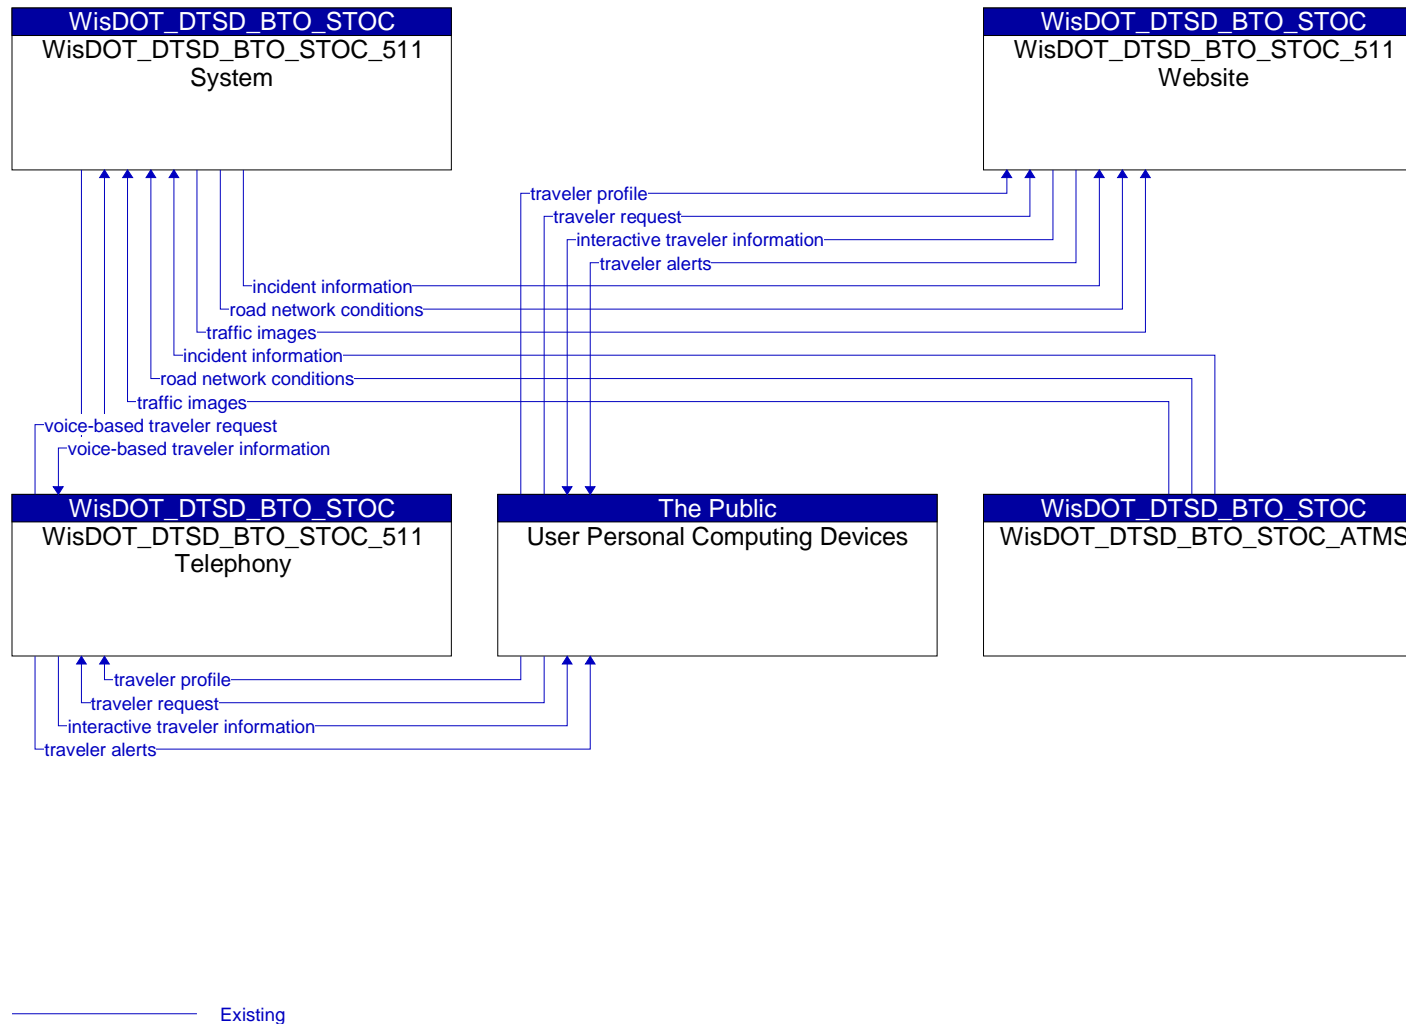 WisDOT_DTSD_BTO_STOC
WisDOT_DTSD_BTO_STOC_511
System
WisDOT_DTSD_BTO_STOC
WisDOT_DTSD_BTO_STOC_511
Website
traveler profile
traveler request
interactive traveler information
traveler alerts
incident information
road network conditions
traffic images
incident information
road network conditions
traffic images
voice-based traveler request
voice-based traveler information
WisDOT_DTSD_BTO_STOC
WisDOT_DTSD_BTO_STOC_511
Telephony
The Public
User Personal Computing Devices
WisDOT_DTSD_BTO_STOC
WisDOT_DTSD_BTO_STOC_ATMS
traveler profile
traveler request
interactive traveler information
traveler alerts
Existing